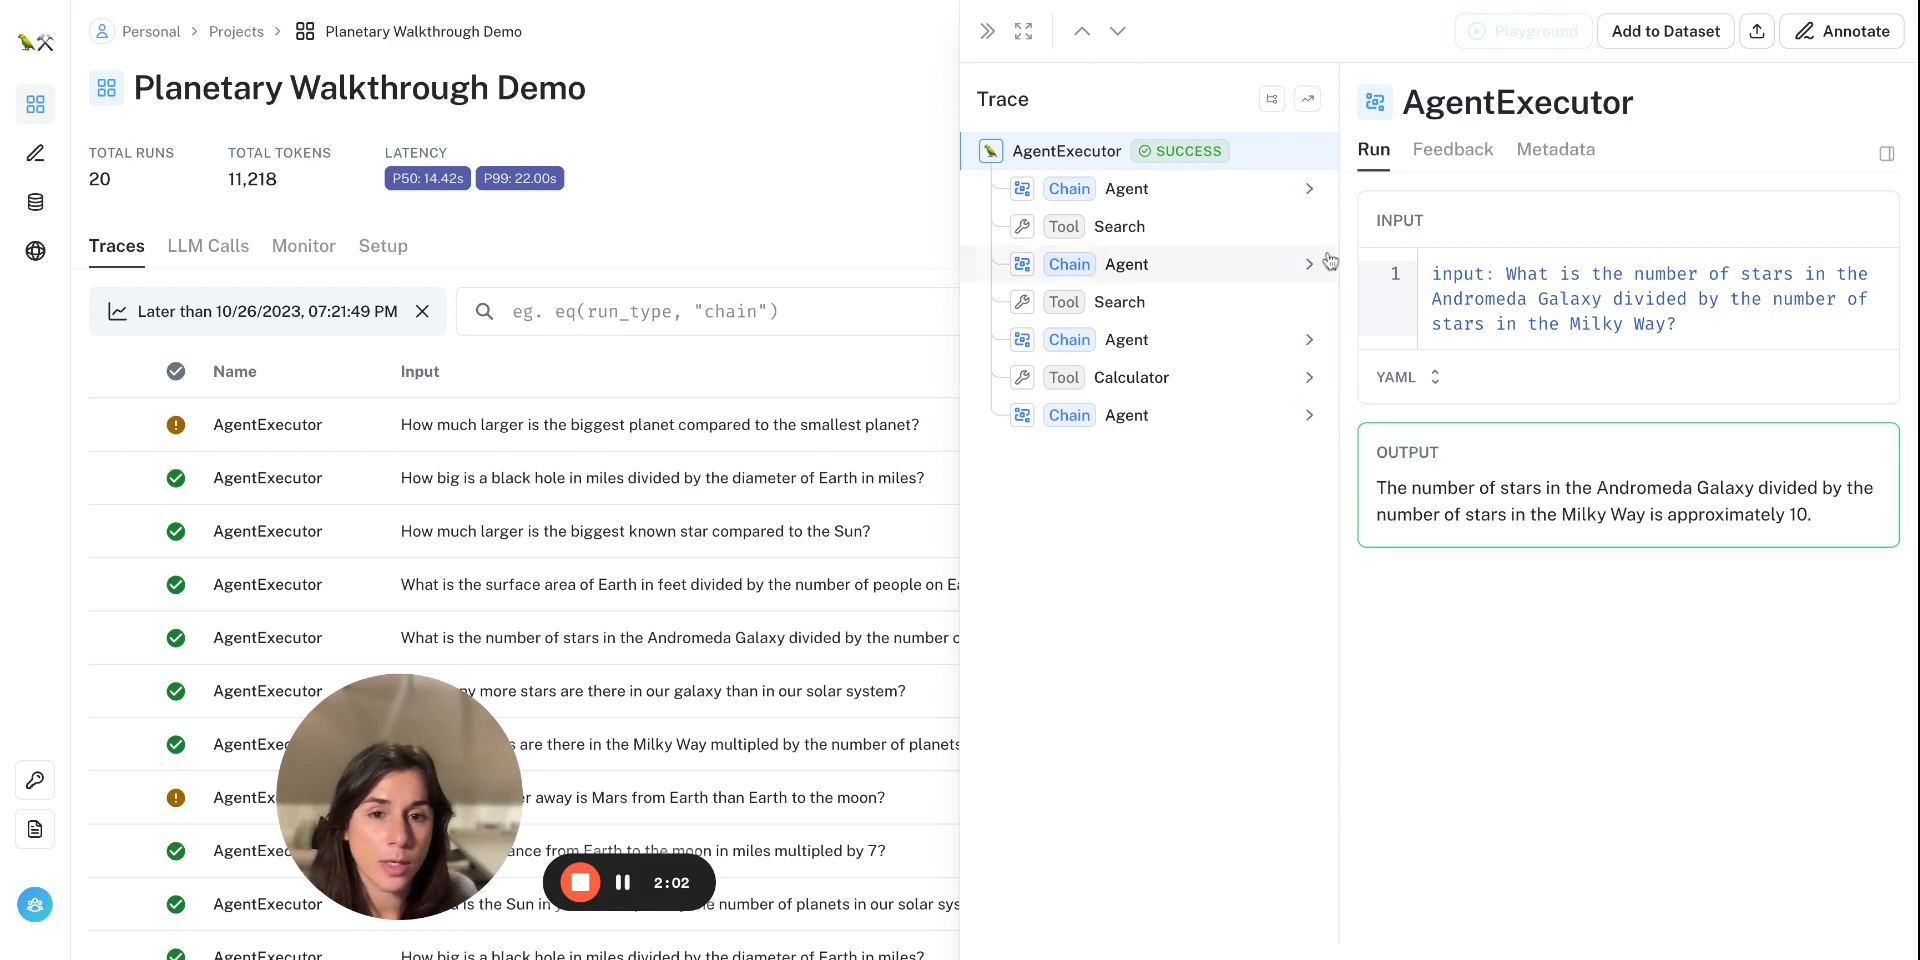 Personal > Projects > Planetary Walkthrough Demo
Planetary Walkthrough Demo
TOTAL RUNS
20
TOTAL TOKENS
11,218
LATENCY
P50: 14.42s P99: 22.00s
Traces LLM Calls Monitor Setup
Later than 10/26/2023, 07:21:49 PM
eg. eq(run_type, "chain")
Name Input
AgentExecutor How much larger is the biggest planet compared to the smallest planet?
AgentExecutor How big is a black hole in miles divided by the diameter of Earth in miles?
AgentExecutor How much larger is the biggest known star compared to the Sun?
AgentExecutor What is the surface area of Earth in feet divided by the number of people on Ea
AgentExecutor What is the number of stars in the Andromeda Galaxy divided by the number o
AgentExecutor more stars are there in our galaxy than in our solar system?
AgentExec are there in the Milky Way multipled by the number of planets
AgentEx away is Mars from Earth than Earth to the moon?
AgentExec ance from Earth to the moon in miles multipled by 7?
AgentExecutor is the Sun in number of planets in our solar sys
AgentExecutor How big is a black hole in miles divided by the diameter of Earth in miles?
2:02
Playground Add to Dataset Annotate
Trace
AgentExecutor SUCCESS
Chain Agent
Tool Search
Chain Agent
Tool Search
Chain Agent
Tool Calculator
Chain Agent
AgentExecutor
Run Feedback Metadata
INPUT
1 input: What is the number of stars in the
Andromeda Galaxy divided by the number of
stars in the Milky Way?
YAML
OUTPUT
The number of stars in the Andromeda Galaxy divided by the
number of stars in the Milky Way is approximately 10.